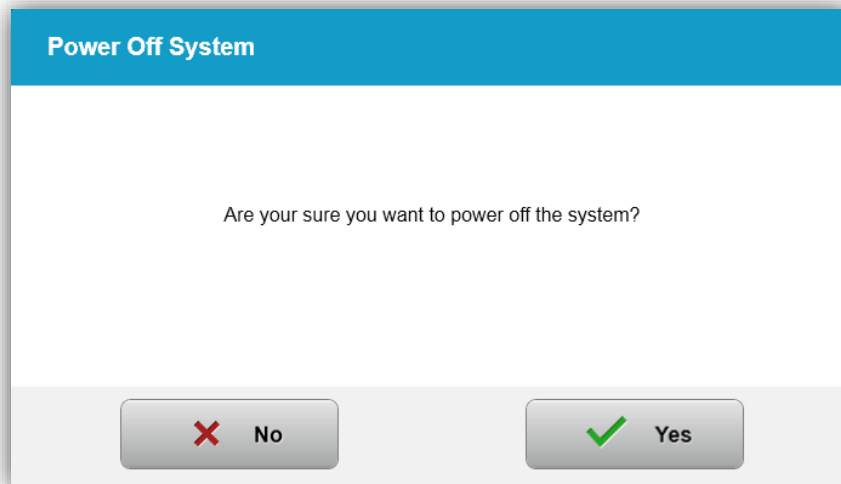 Power Off System
Are your sure you want to power off the system?
No
Yes